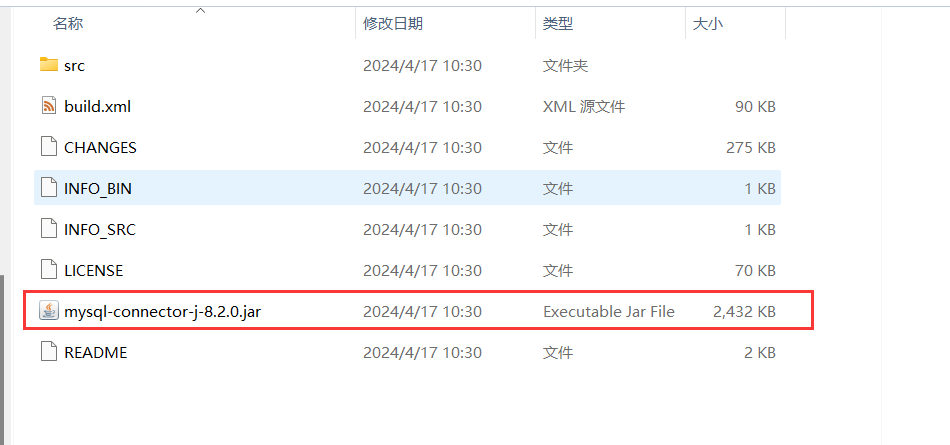 名称 修改日期 类型 大小
src 2024/4/17 10:30 文件夹
build.xml 2024/4/17 10:30 XML 源文件 90 KB
CHANGES 2024/4/17 10:30 文件 275 KB
INFO_BIN 2024/4/17 10:30 文件 1 KB
INFO_SRC 2024/4/17 10:30 文件 1 KB
LICENSE 2024/4/17 10:30 文件 70 KB
mysql-connector-j-8.2.0.jar 2024/4/17 10:30 Executable Jar File 2,432 KB
README 2024/4/17 10:30 文件 2 KB